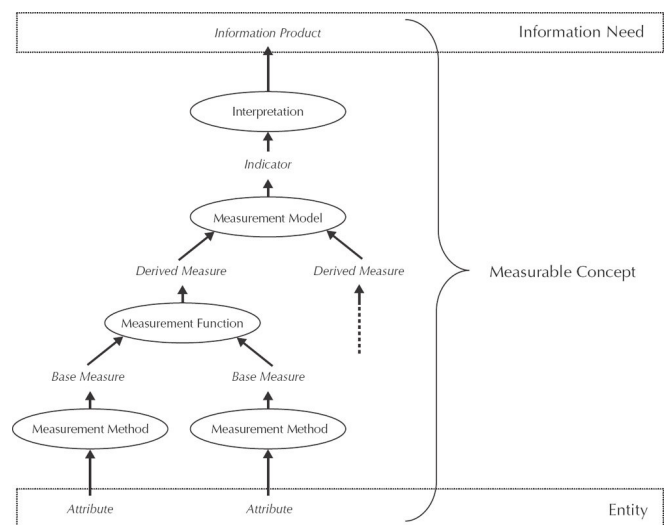 Information Product
Information Need
Interpretation
Indicator
Measurement Model
Derived Measure
Derived Measure
Measurable Concept
Measurement Function
Base Measure
Base Measure
Measurement Method
Measurement Method
Attribute
Attribute
Entity